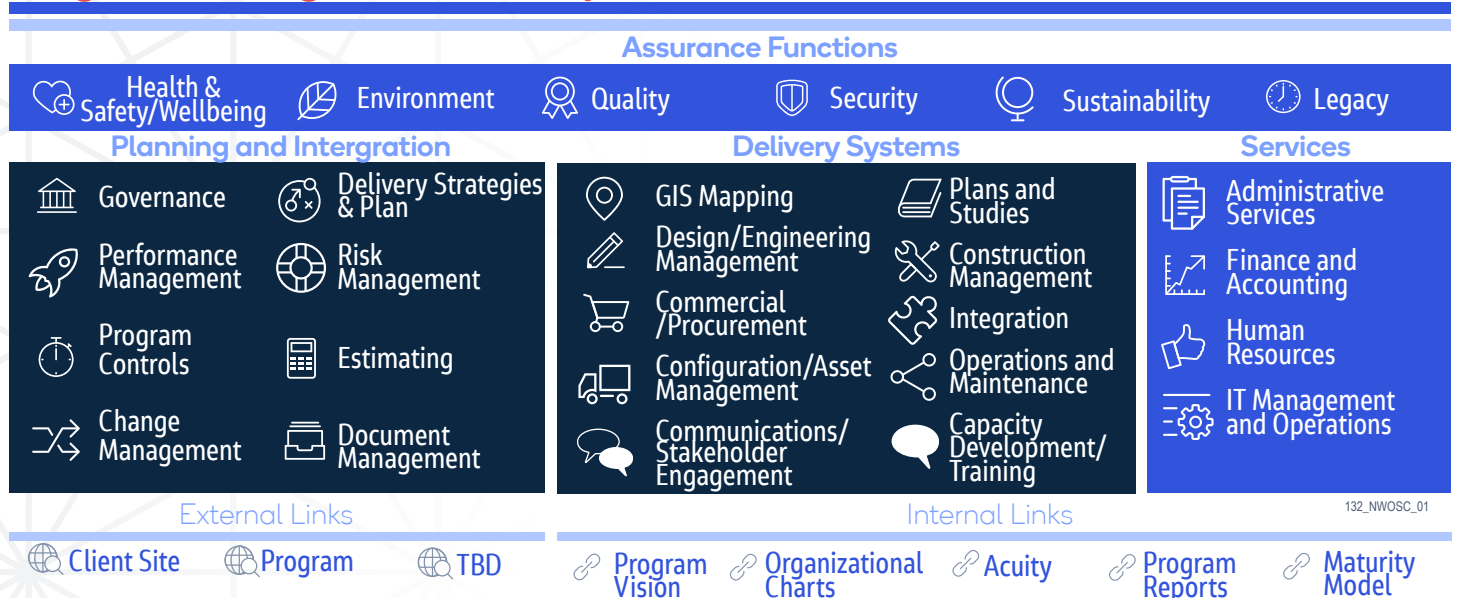 Assurance Functions
Health &
Safety/Wellbeing
Environment
Quality
Security
Sustainability
Legacy
Planning and Intergration
Governance
Delivery Strategies
& Plan
Performance
Management
Risk
Management
Program
Controls
Estimating
Change
Management
Document
Management
Delivery Systems
GIS Mapping
Plans and
Studies
Design/Engineering
Management
Construction
Management
Commercial
/Procurement
Integration
Configuration/Asset
Management
Operations and
Maintenance
Communications/
Stakeholder
Engagement
Capacity
Development/
Training
Services
Administrative
Services
Finance and
Accounting
Human
Resources
IT Management
and Operations
132_NWOSC_01
External Links
Client Site
Program
TBD
Internal Links
Program
Vision
Organizational
Charts
Acuity
Program
Reports
Maturity
Model